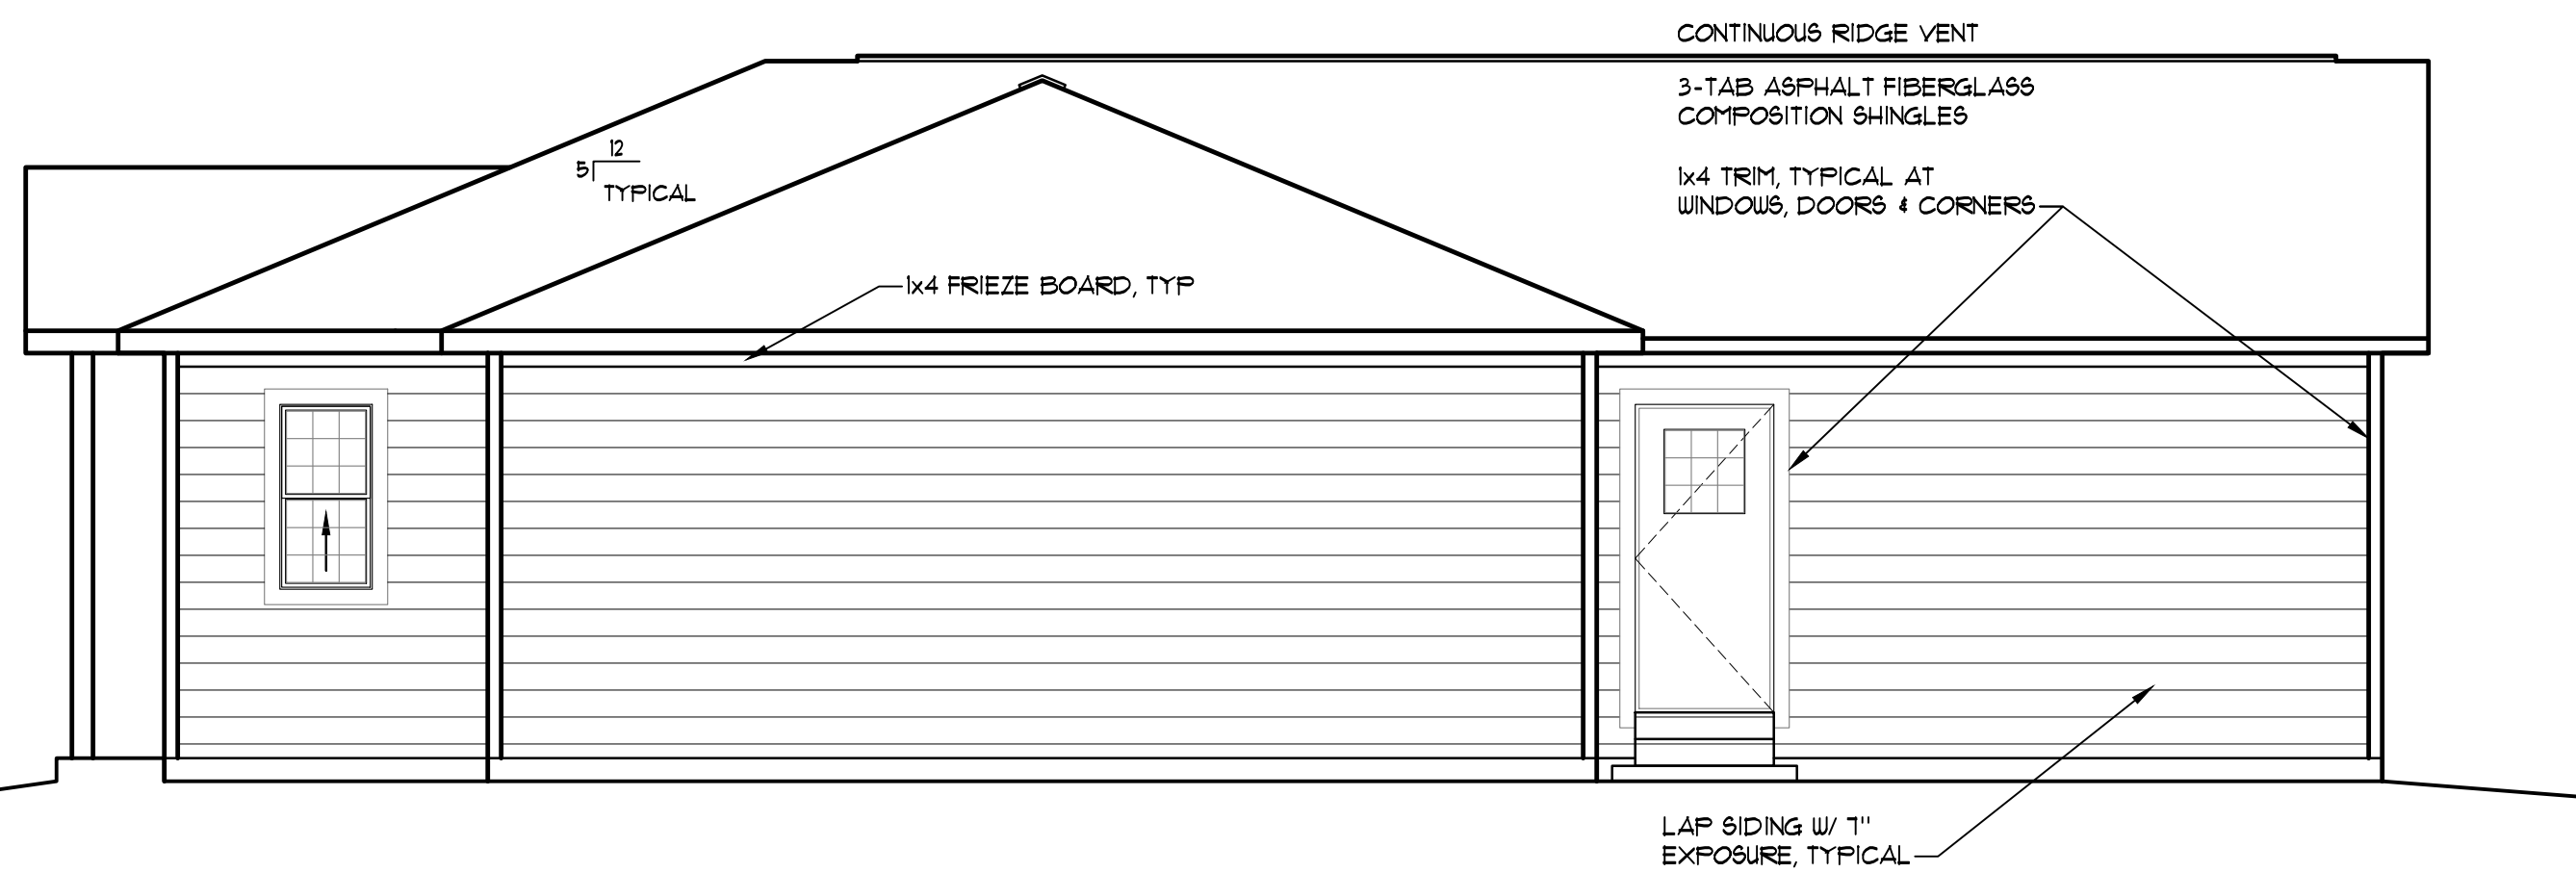 CONTINUOUS RIDGE VENT
3-TAB ASPHALT FIBERGLASS
COMPOSITION SHINGLES
12
5
TYPICAL
1x4 TRIM, TYPICAL AT
WINDOWS, DOORS & CORNERS
1x4 FRIEZE BOARD, TYP
LAP SIDING W/ 7"
EXPOSURE, TYPICAL